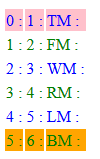 0 : 1 : TM :
1 : 2 : FM :
2 : 3 : WM :
3 : 4 : RM :
4 : 5 : LM :
5 : 6 : BM :